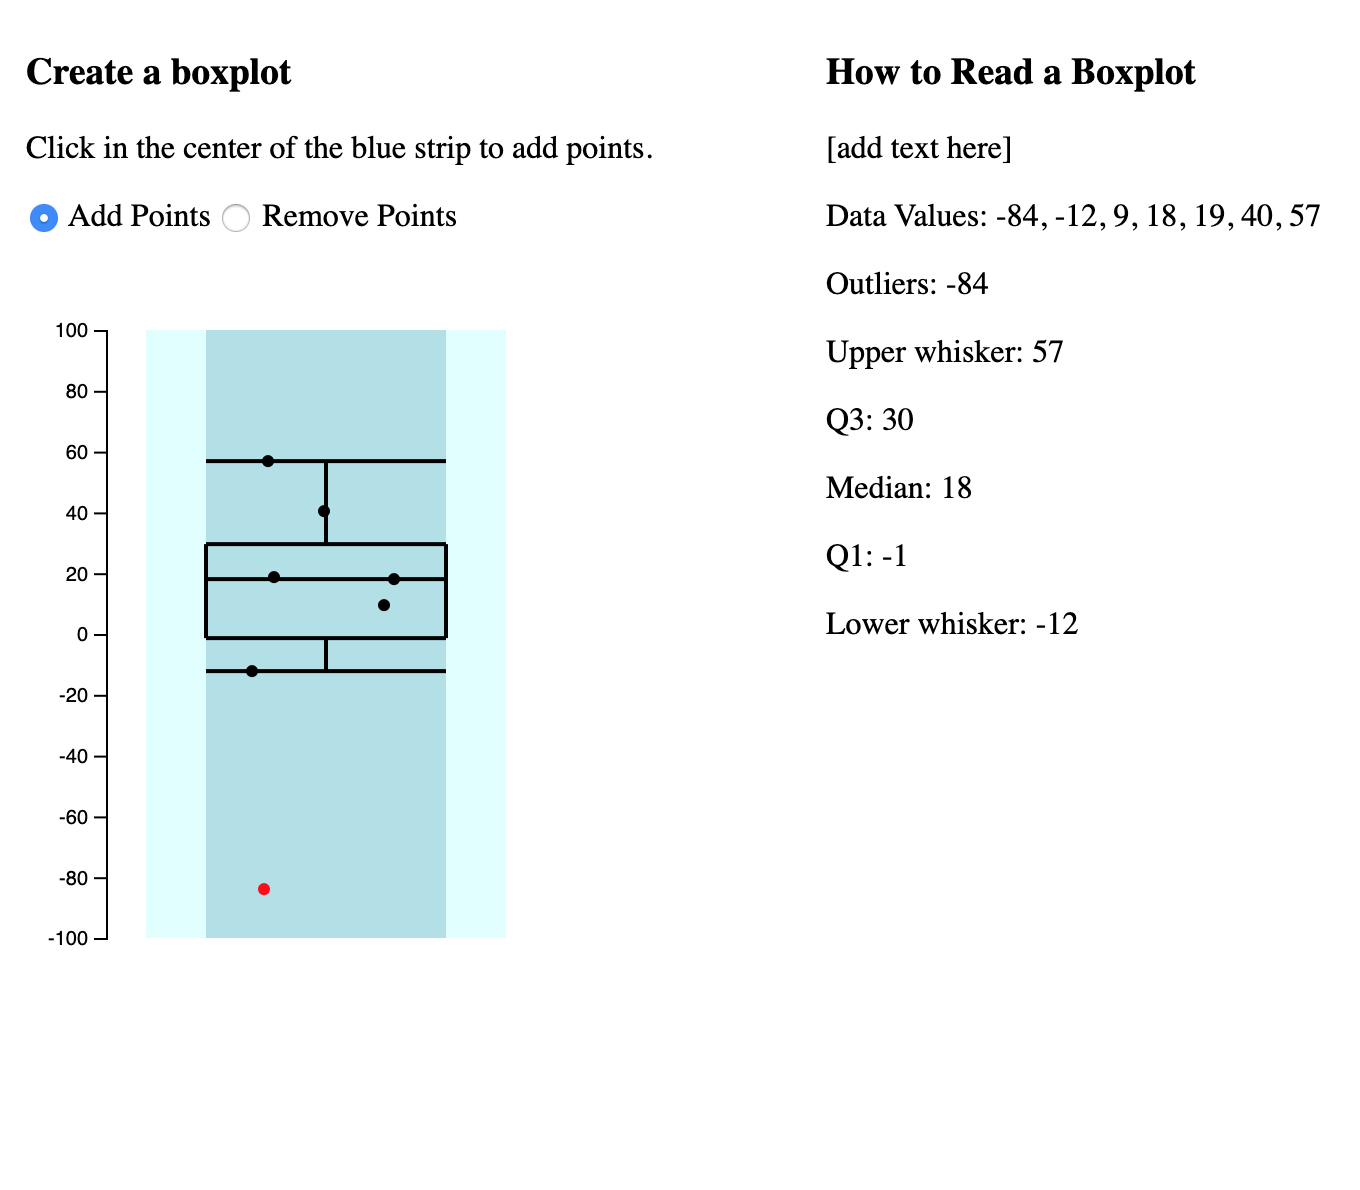 Create a boxplot
Click in the center of the blue strip to add points.
Add Points Remove Points
100
80
60
40
20
0
-20
-40
-60
-80
-100
How to Read a Boxplot
[add text here]
Data Values: -84, -12, 9, 18, 19, 40, 57
Outliers: -84
Upper whisker: 57
Q3: 30
Median: 18
Q1: -1
Lower whisker: -12